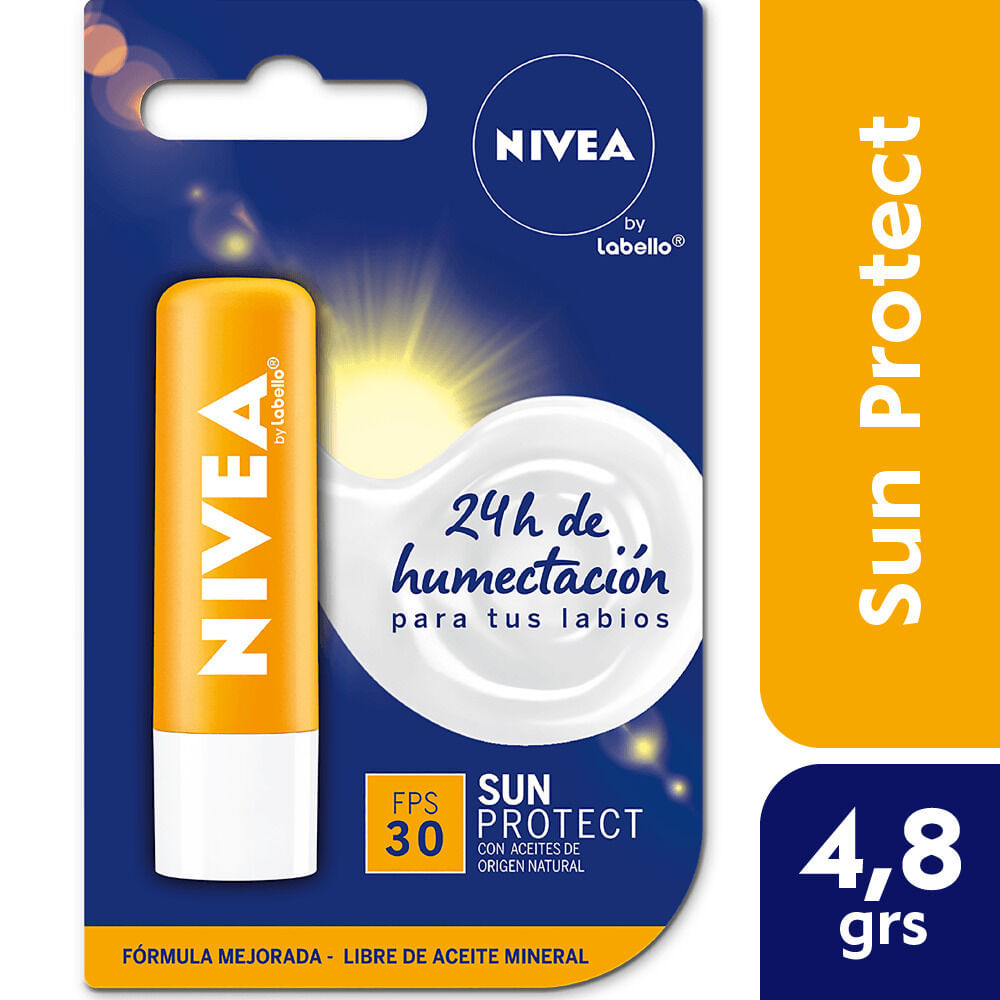 NIVEA
by
Labello®
NIVEA
by Labello®
24h de
humectación
para tus labios
FPS
30
SUN
PROTECT
CON ACEITES DE
ORIGEN NATURAL
FÓRMULA MEJORADA - LIBRE DE ACEITE MINERAL
Sun Protect
4,8
grs